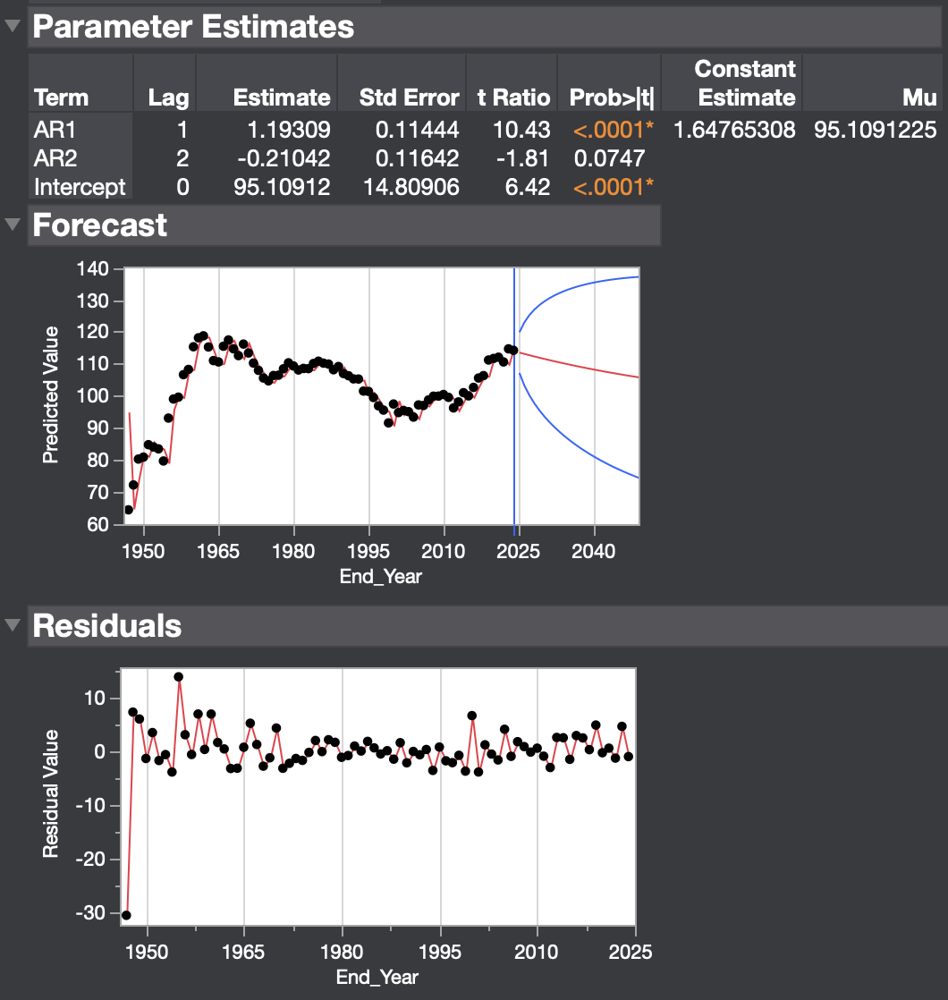 Parameter Estimates
Constant
Term Lag Estimate Std Error t Ratio Prob>|t| Estimate Mu
AR1 1 1.19309 0.11444 10.43 <.0001* 1.64765308 95.1091225
AR2 2 -0.21042 0.11642 -1.81 0.0747
Intercept 0 95.10912 14.80906 6.42 <.0001*
Forecast
140
130
120
110
100
90
80
70
60
Predicted Value
1950 1965 1980 1995 2010 2025 2040
End_Year
Residuals
10
0
-10
-20
-30
Residual Value
1950 1965 1980 1995 2010 2025
End_Year